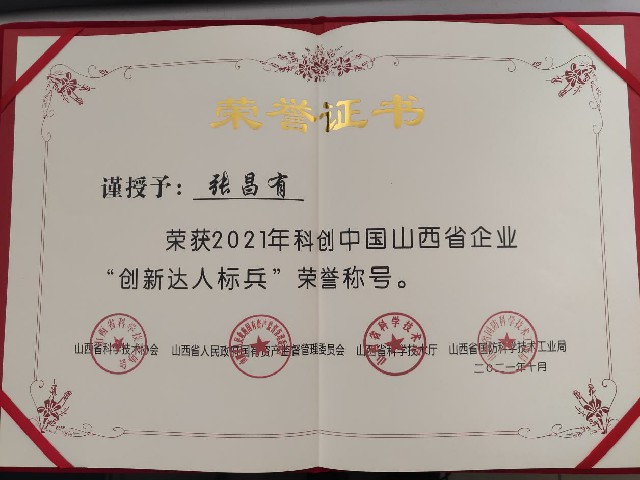 荣誉证书
谨授予：张昌有
荣获2021年科创中国山西省企业
“创新达人标兵”荣誉称号。
山西省科学技术协会 山西省人民政府国有资产监督管理委员会 山西省科学技术厅 山西省国防科学技术工业局
二〇二一年十月